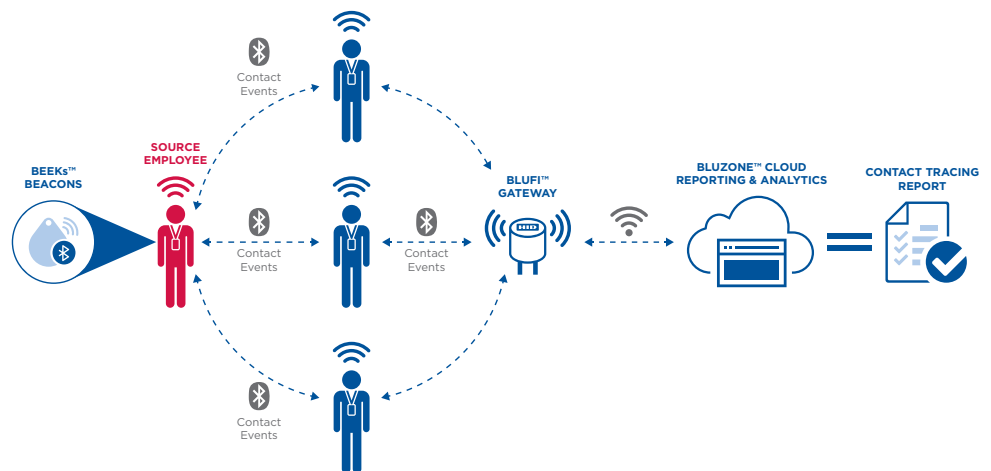 Contact
Events
SOURCE
EMPLOYEE
BEEKs™
BEACONS
BLUFI™
GATEWAY
BLUZONE™ CLOUD
REPORTING & ANALYTICS
CONTACT TRACING
REPORT
Contact
Events
Contact
Events
Contact
Events